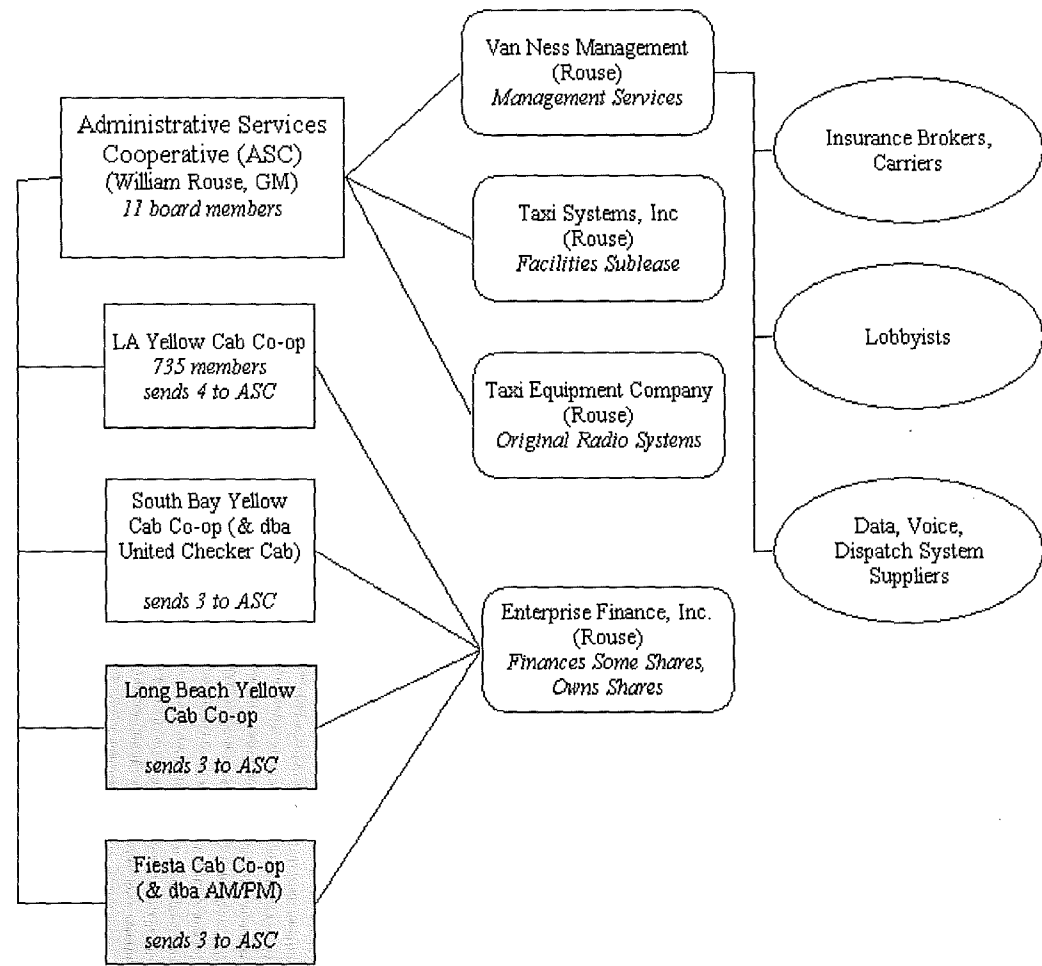 Administrative Services
Cooperative (ASC)
(William Rouse, GM)
11 board members
LA Yellow Cab Co-op
735 members
sends 4 to ASC
South Bay Yellow
Cab Co-op (& dba
United Checker Cab)
sends 3 to ASC
Long Beach Yellow
Cab Co-op
sends 3 to ASC
Fiesta Cab Co-op
(& dba AM/PM)
sends 3 to ASC
Van Ness Management
(Rouse)
Management Services
Taxi Systems, Inc
(Rouse)
Facilities Sublease
Taxi Equipment Company
(Rouse)
Original Radio Systems
Enterprise Finance, Inc.
(Rouse)
Finances Some Shares,
Owns Shares
Insurance Brokers,
Carriers
Lobbyists
Data, Voice,
Dispatch System
Suppliers